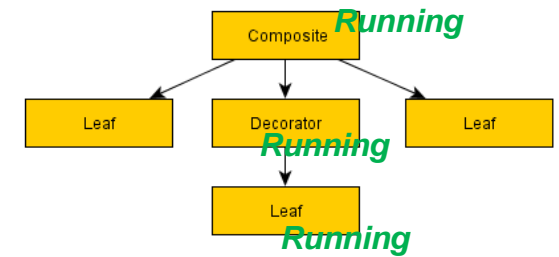 Running
Composite
Leaf
Decorator
Leaf
Running
Leaf
Running